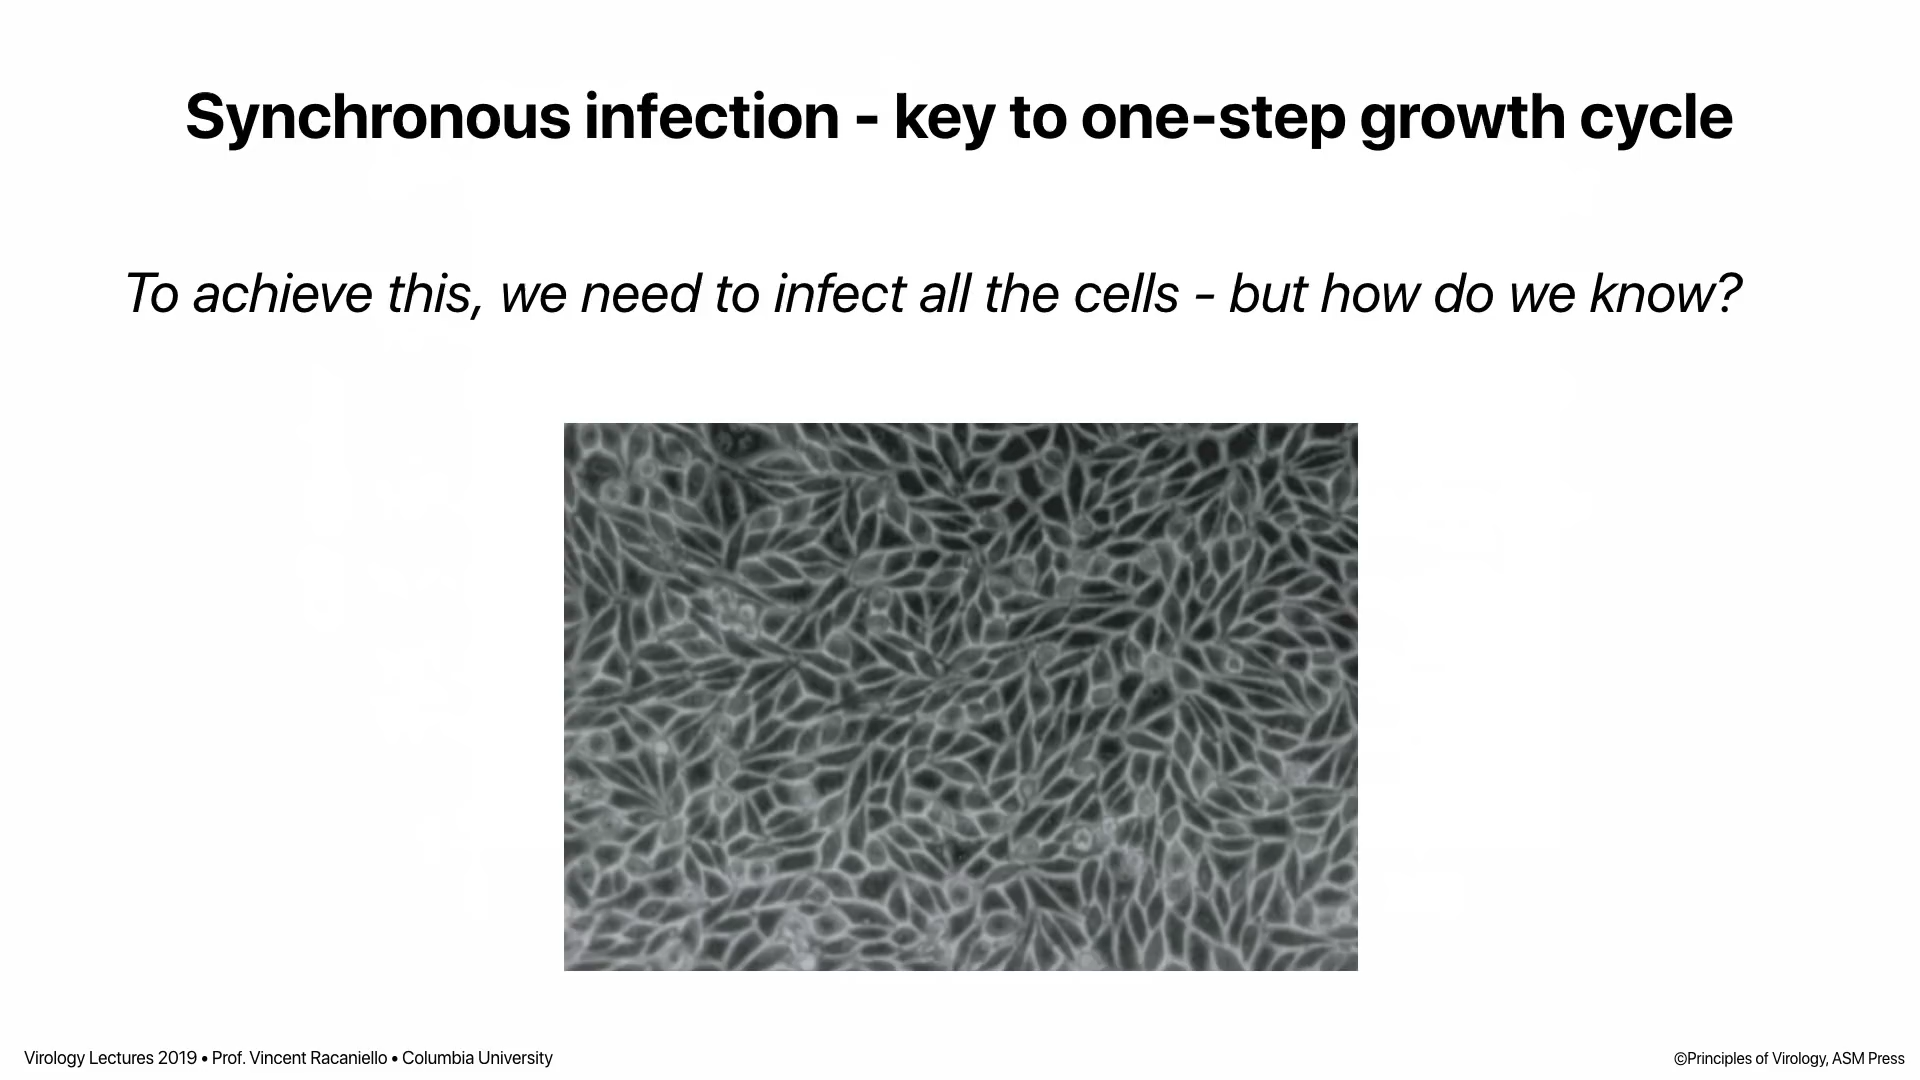 Synchronous infection - key to one-step growth cycle
To achieve this, we need to infect all the cells - but how do we know?
Virology Lectures 2019 • Prof. Vincent Racaniello • Columbia University
©Principles of Virology, ASM Press